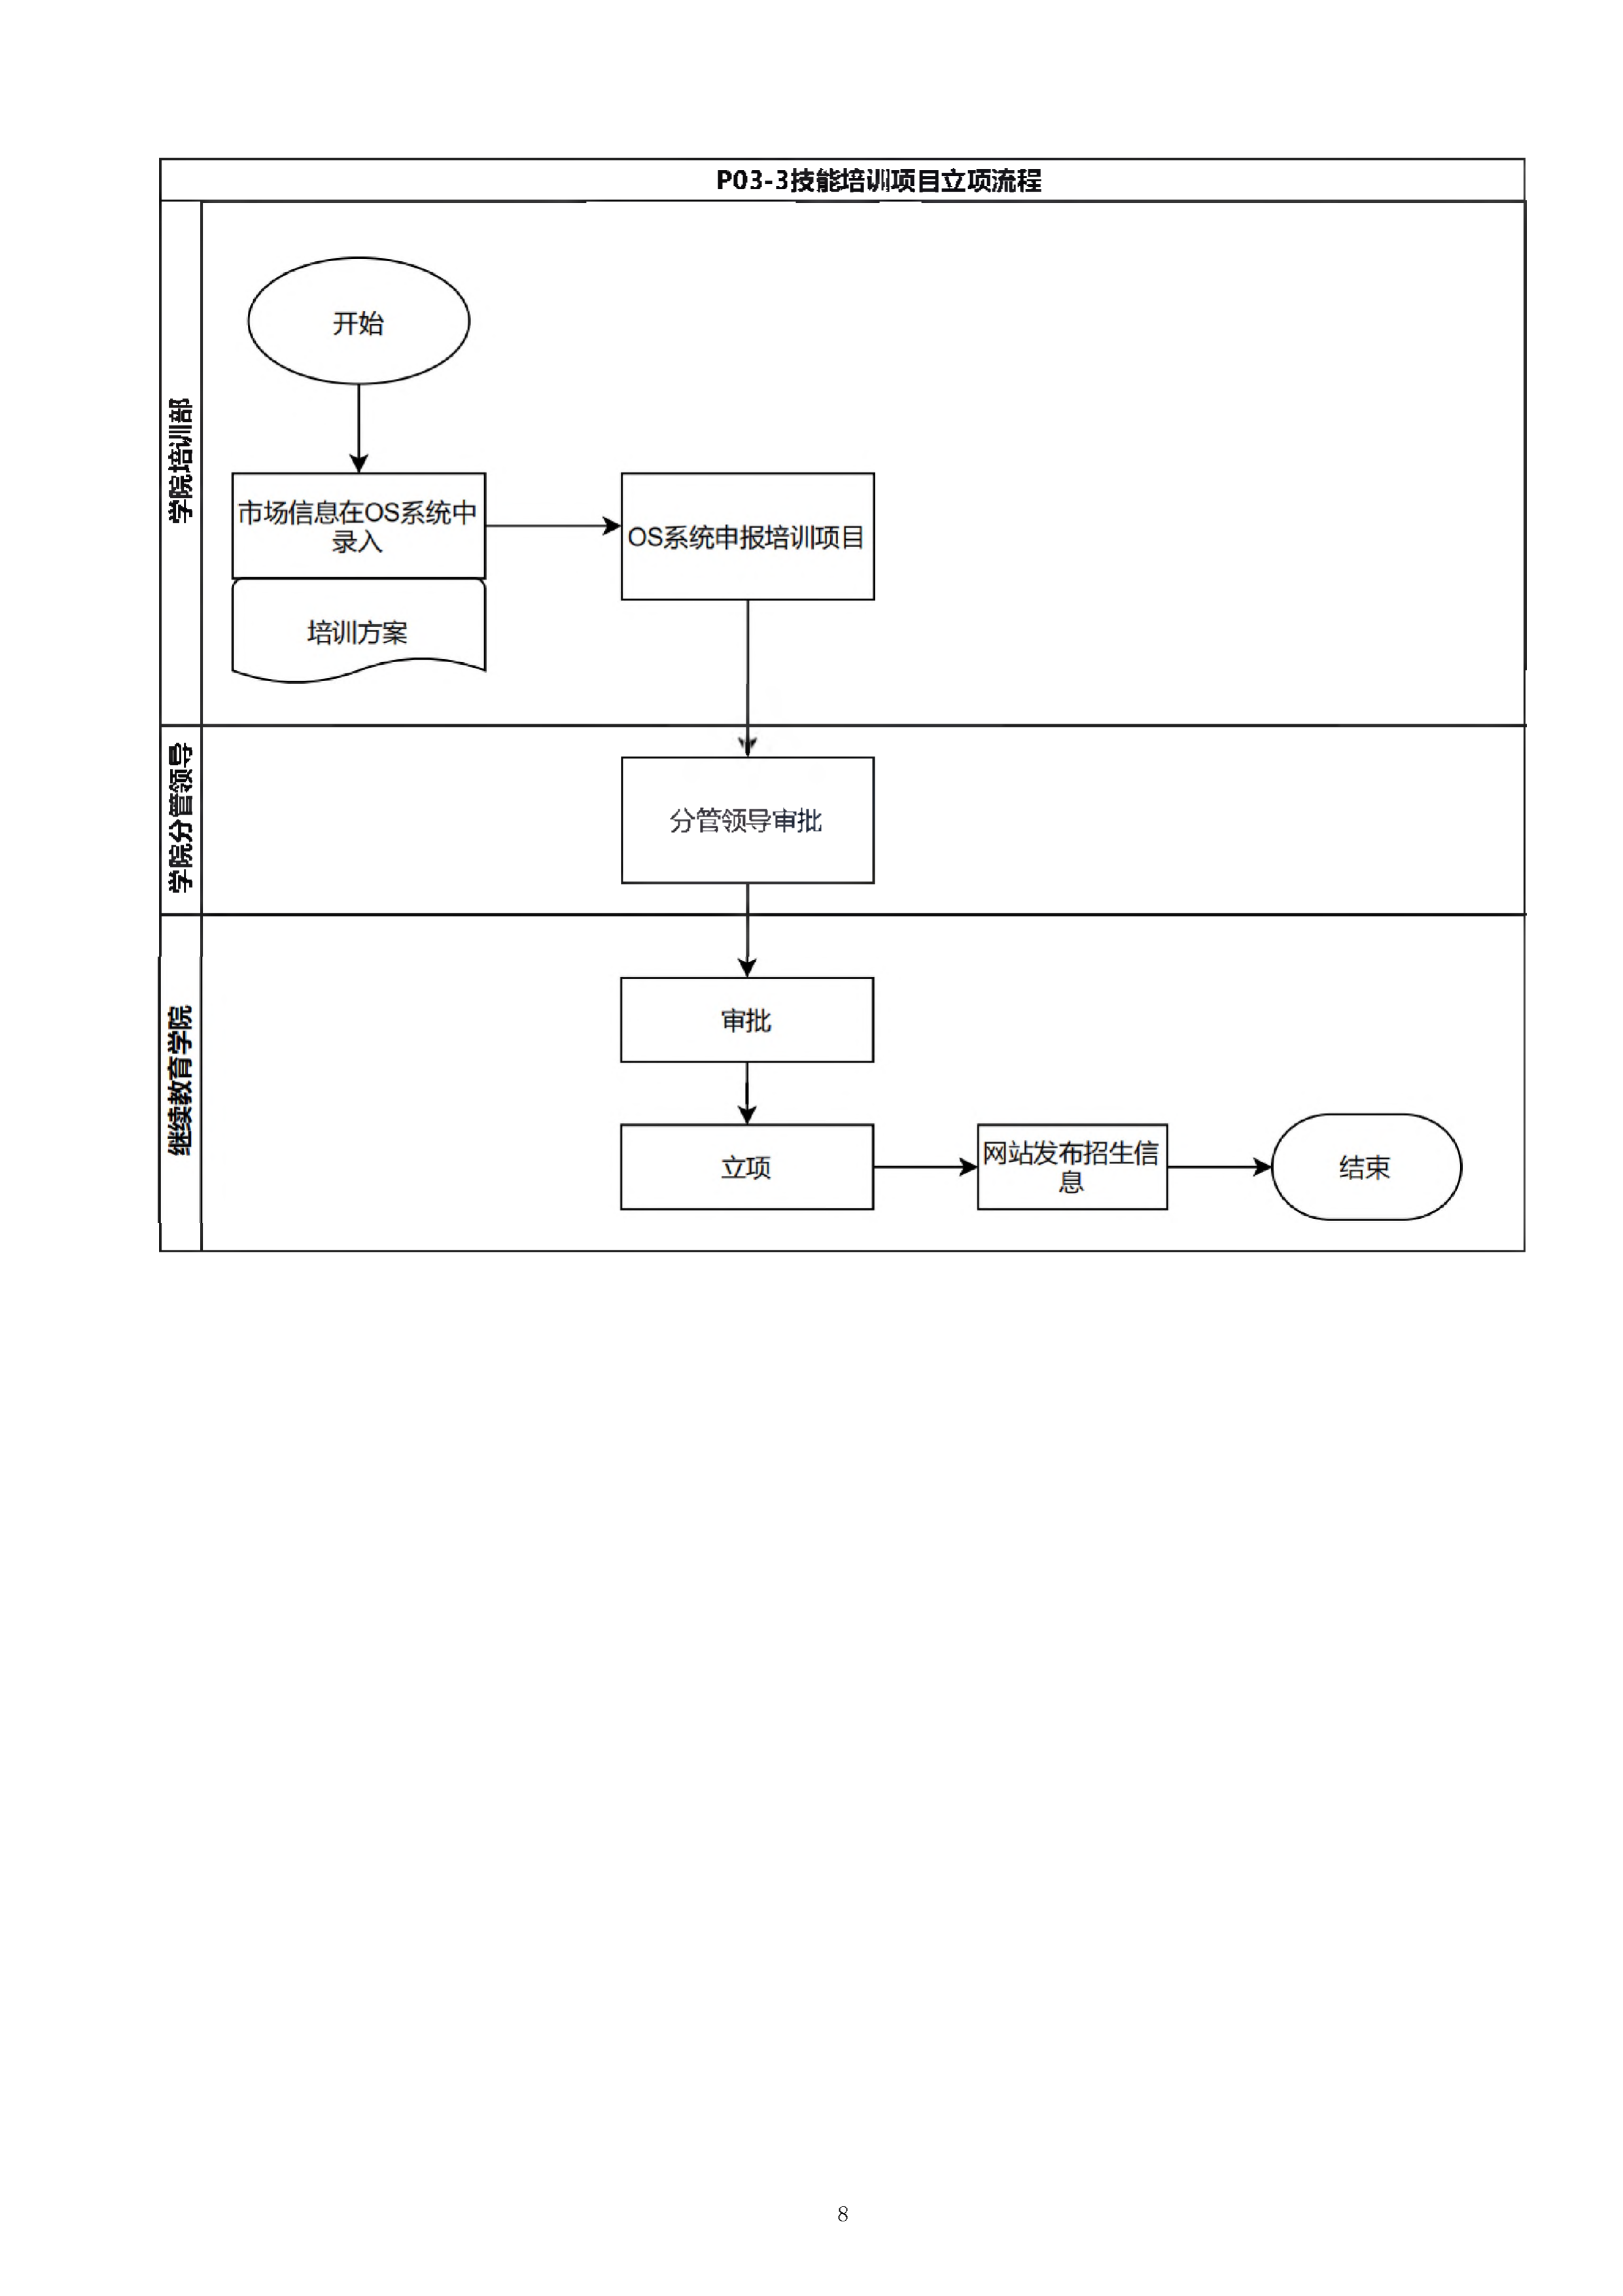 P03-3技能培训项目立项流程
学院培训部
开始
市场信息在OS系统中
录入
OS系统申报培训项目
培训方案
学院分管领导
分管领导审批
继续教育学院
审批
立项
网站发布招生信
息
结束
8